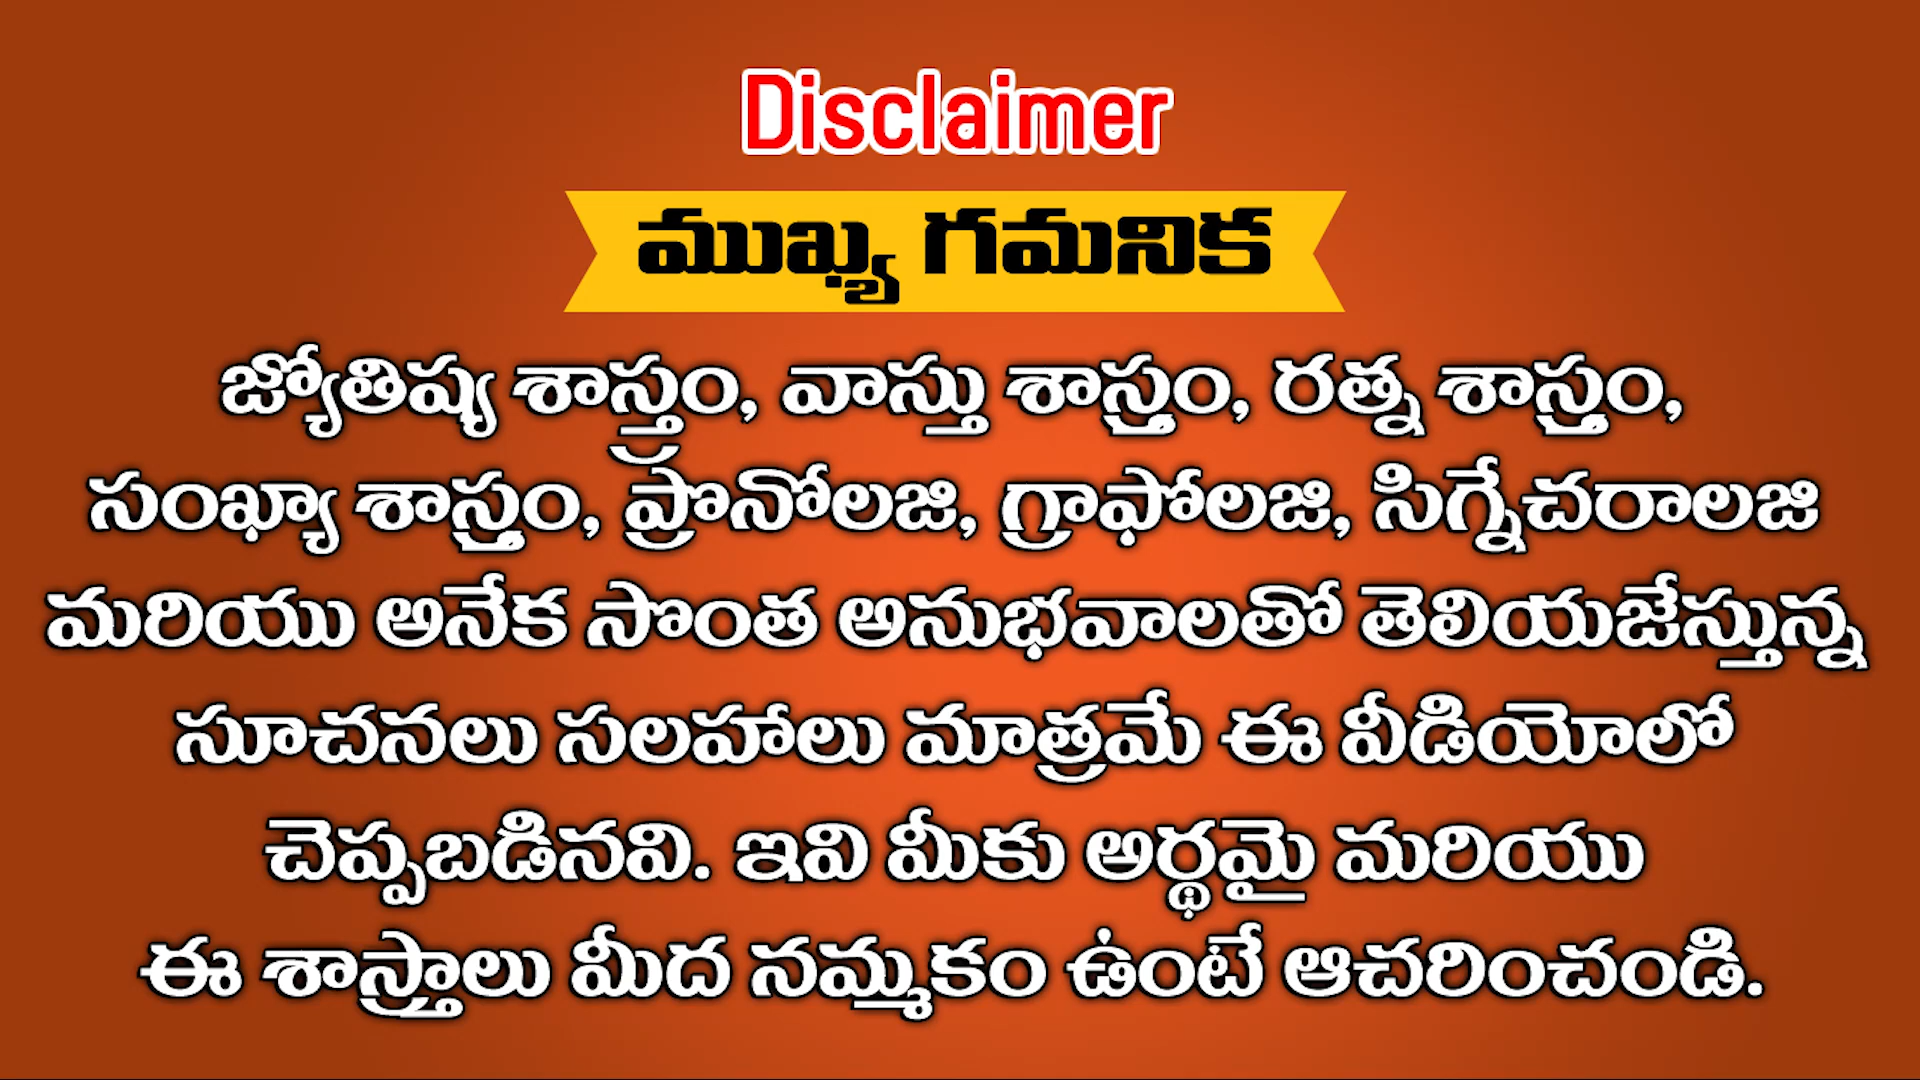 Disclaimer
ముఖ్య గమనిక
జ్యోతిష్య శాస్త్రం, వాస్తు శాస్త్రం, రత్న శాస్త్రం,
సంఖ్యా శాస్త్రం, ప్రొనోలజి, గ్రాఫోలజి, సిగ్నేచరాలజి
మరియు అనేక సొంత అనుభవాలతో తెలియజేస్తున్న
సూచనలు సలహాలు మాత్రమే ఈ వీడియోలో
చెప్పబడినవి. ఇవి మీకు అర్థమై మరియు
ఈ శాస్త్రాలు మీద నమ్మకం ఉంటే ఆచరించండి.